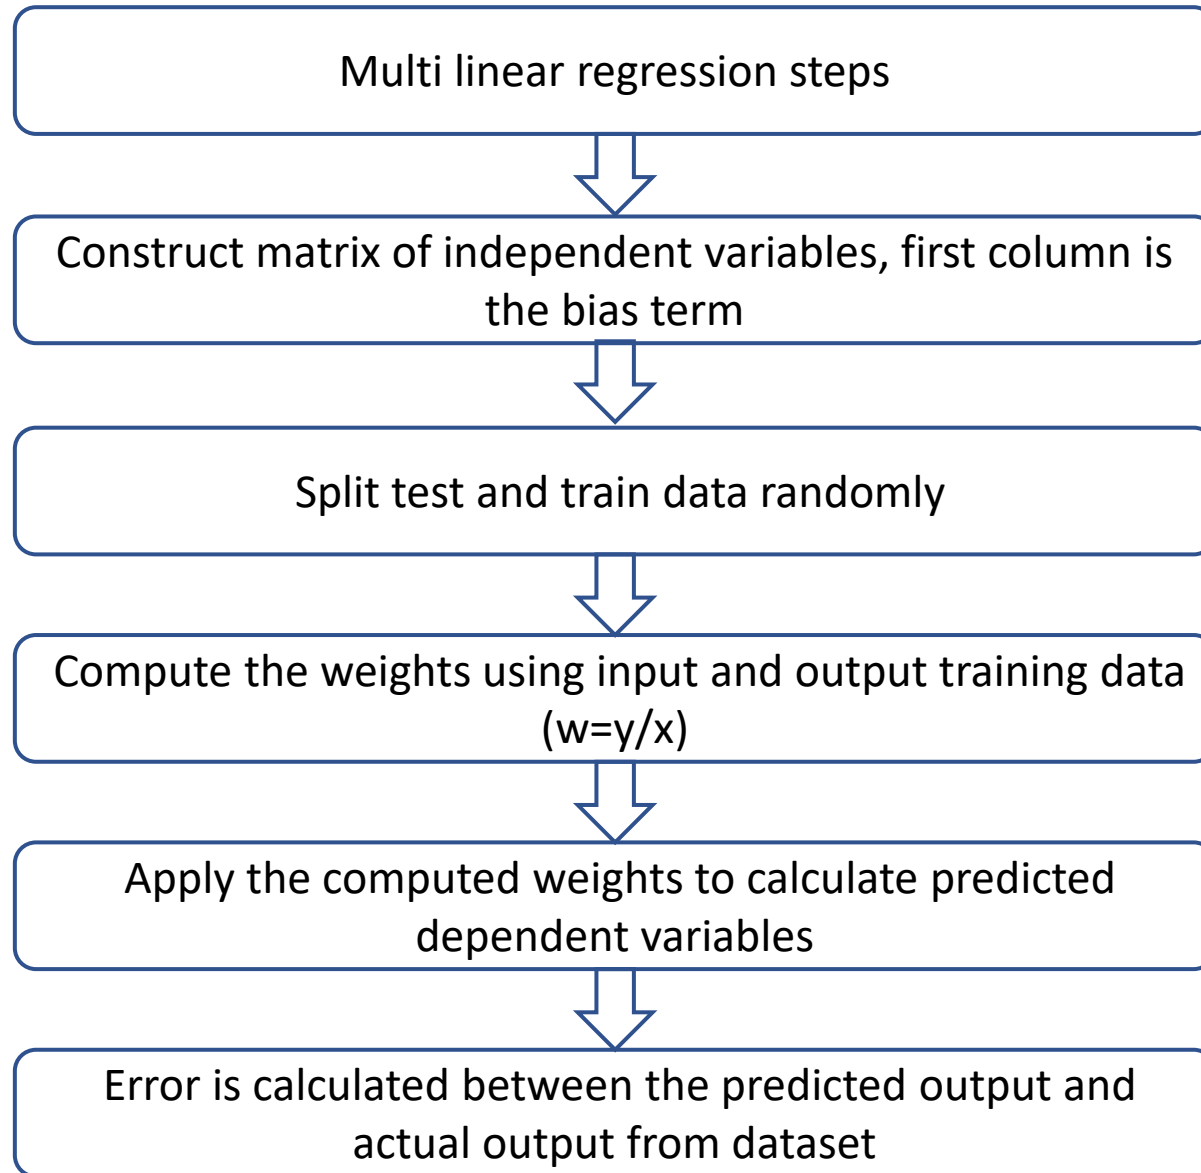 Multi linear regression steps
Construct matrix of independent variables, first column is
the bias term
Split test and train data randomly
Compute the weights using input and output training data
(w=y/x)
Apply the computed weights to calculate predicted
dependent variables
Error is calculated between the predicted output and
actual output from dataset